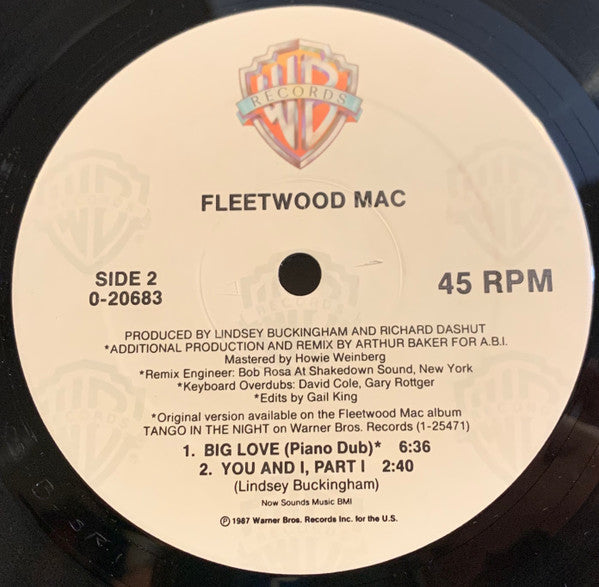 RECORDS
FLEETWOOD MAC
SIDE 2
0-20683
45 RPM
PRODUCED BY LINDSEY BUCKINGHAM AND RICHARD DASHUT
*ADDITIONAL PRODUCTION AND REMIX BY ARTHUR BAKER FOR A.B.I.
Mastered by Howie Weinberg
*Remix Engineer: Bob Rosa At Shakedown Sound, New York
*Keyboard Overdubs: David Cole, Gary Rottger
*Edits by Gail King
*Original version available on the Fleetwood Mac album
TANGO IN THE NIGHT on Warner Bros. Records (1-25471)
1. BIG LOVE (Piano Dub)* 6:36
2. YOU AND I, PART I 2:40
(Lindsey Buckingham)
Now Sounds Music BMI
℗ 1987 Warner Bros. Records Inc. for the U.S.